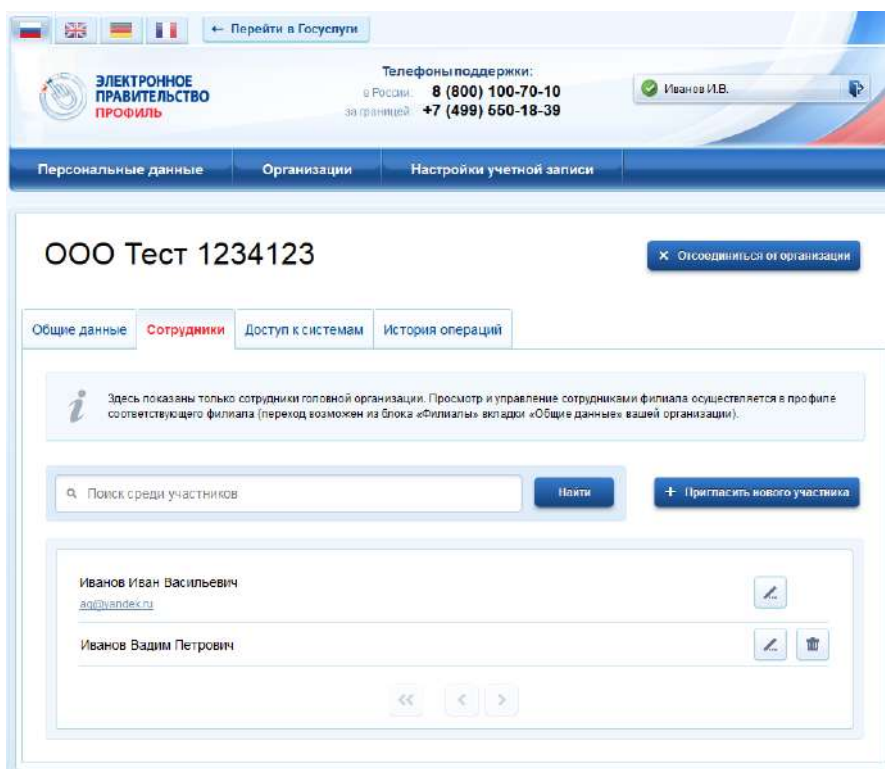 ← Перейти в Госуслуги
ЭЛЕКТРОННОЕ
ПРАВИТЕЛЬСТВО
ПРОФИЛЬ
Телефоны поддержки:
в России: 8 (800) 100-70-10
за границей: +7 (499) 550-18-39
Иванов И.В.
Персональные данные
Организации
Настройки учетной записи
ООО Тест 1234123
× Отсоединиться от организации
Общие данные
Сотрудники
Доступ к системам
История операций
Здесь показаны только сотрудники головной организации. Просмотр и управление сотрудниками филиала осуществляется в профиле
соответствующего филиала (переход возможен из блока «Филиалы» вкладки «Общие данные» вашей организации).
Поиск среди участников
Найти
+ Пригласить нового участника
Иванов Иван Васильевич
aq@yandek.ru
Иванов Вадим Петрович